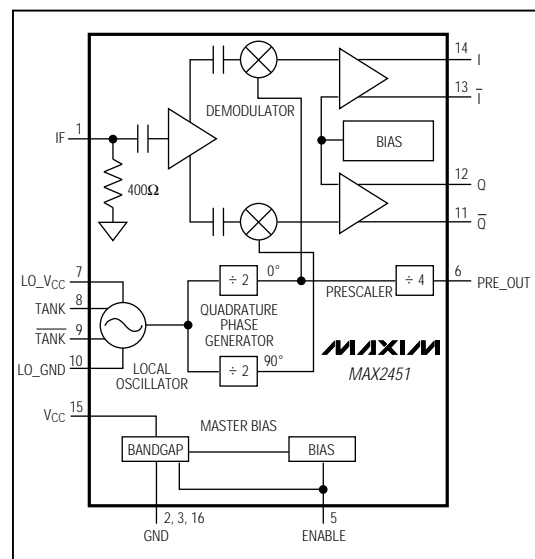 14
I
13
I
DEMODULATOR
IF
1
BIAS
400Ω
12
Q
11
Q
7
LO_VCC
8
TANK
9
TANK
10
LO_GND
÷ 2
0°
QUADRATURE
PHASE
GENERATOR
÷ 2
90°
PRESCALER
÷ 4
6
PRE_OUT
LOCAL
OSCILLATOR
MAXIM
MAX2451
15
VCC
MASTER BIAS
BANDGAP
BIAS
2, 3, 16
GND
5
ENABLE